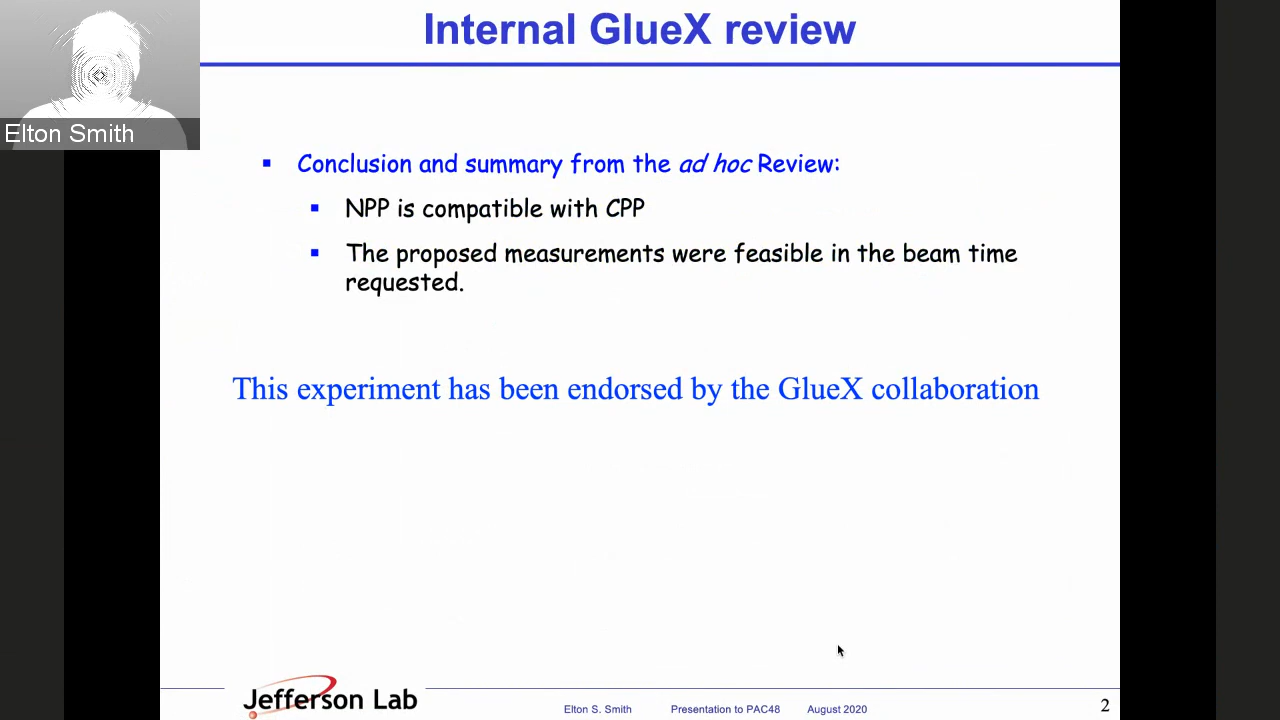 Internal GlueX review
Elton Smith
Conclusion and summary from the ad hoc Review:
NPP is compatible with CPP
The proposed measurements were feasible in the beam time
requested.
This experiment has been endorsed by the GlueX collaboration
Jefferson Lab
Elton S. Smith Presentation to PAC48 August 2020
2